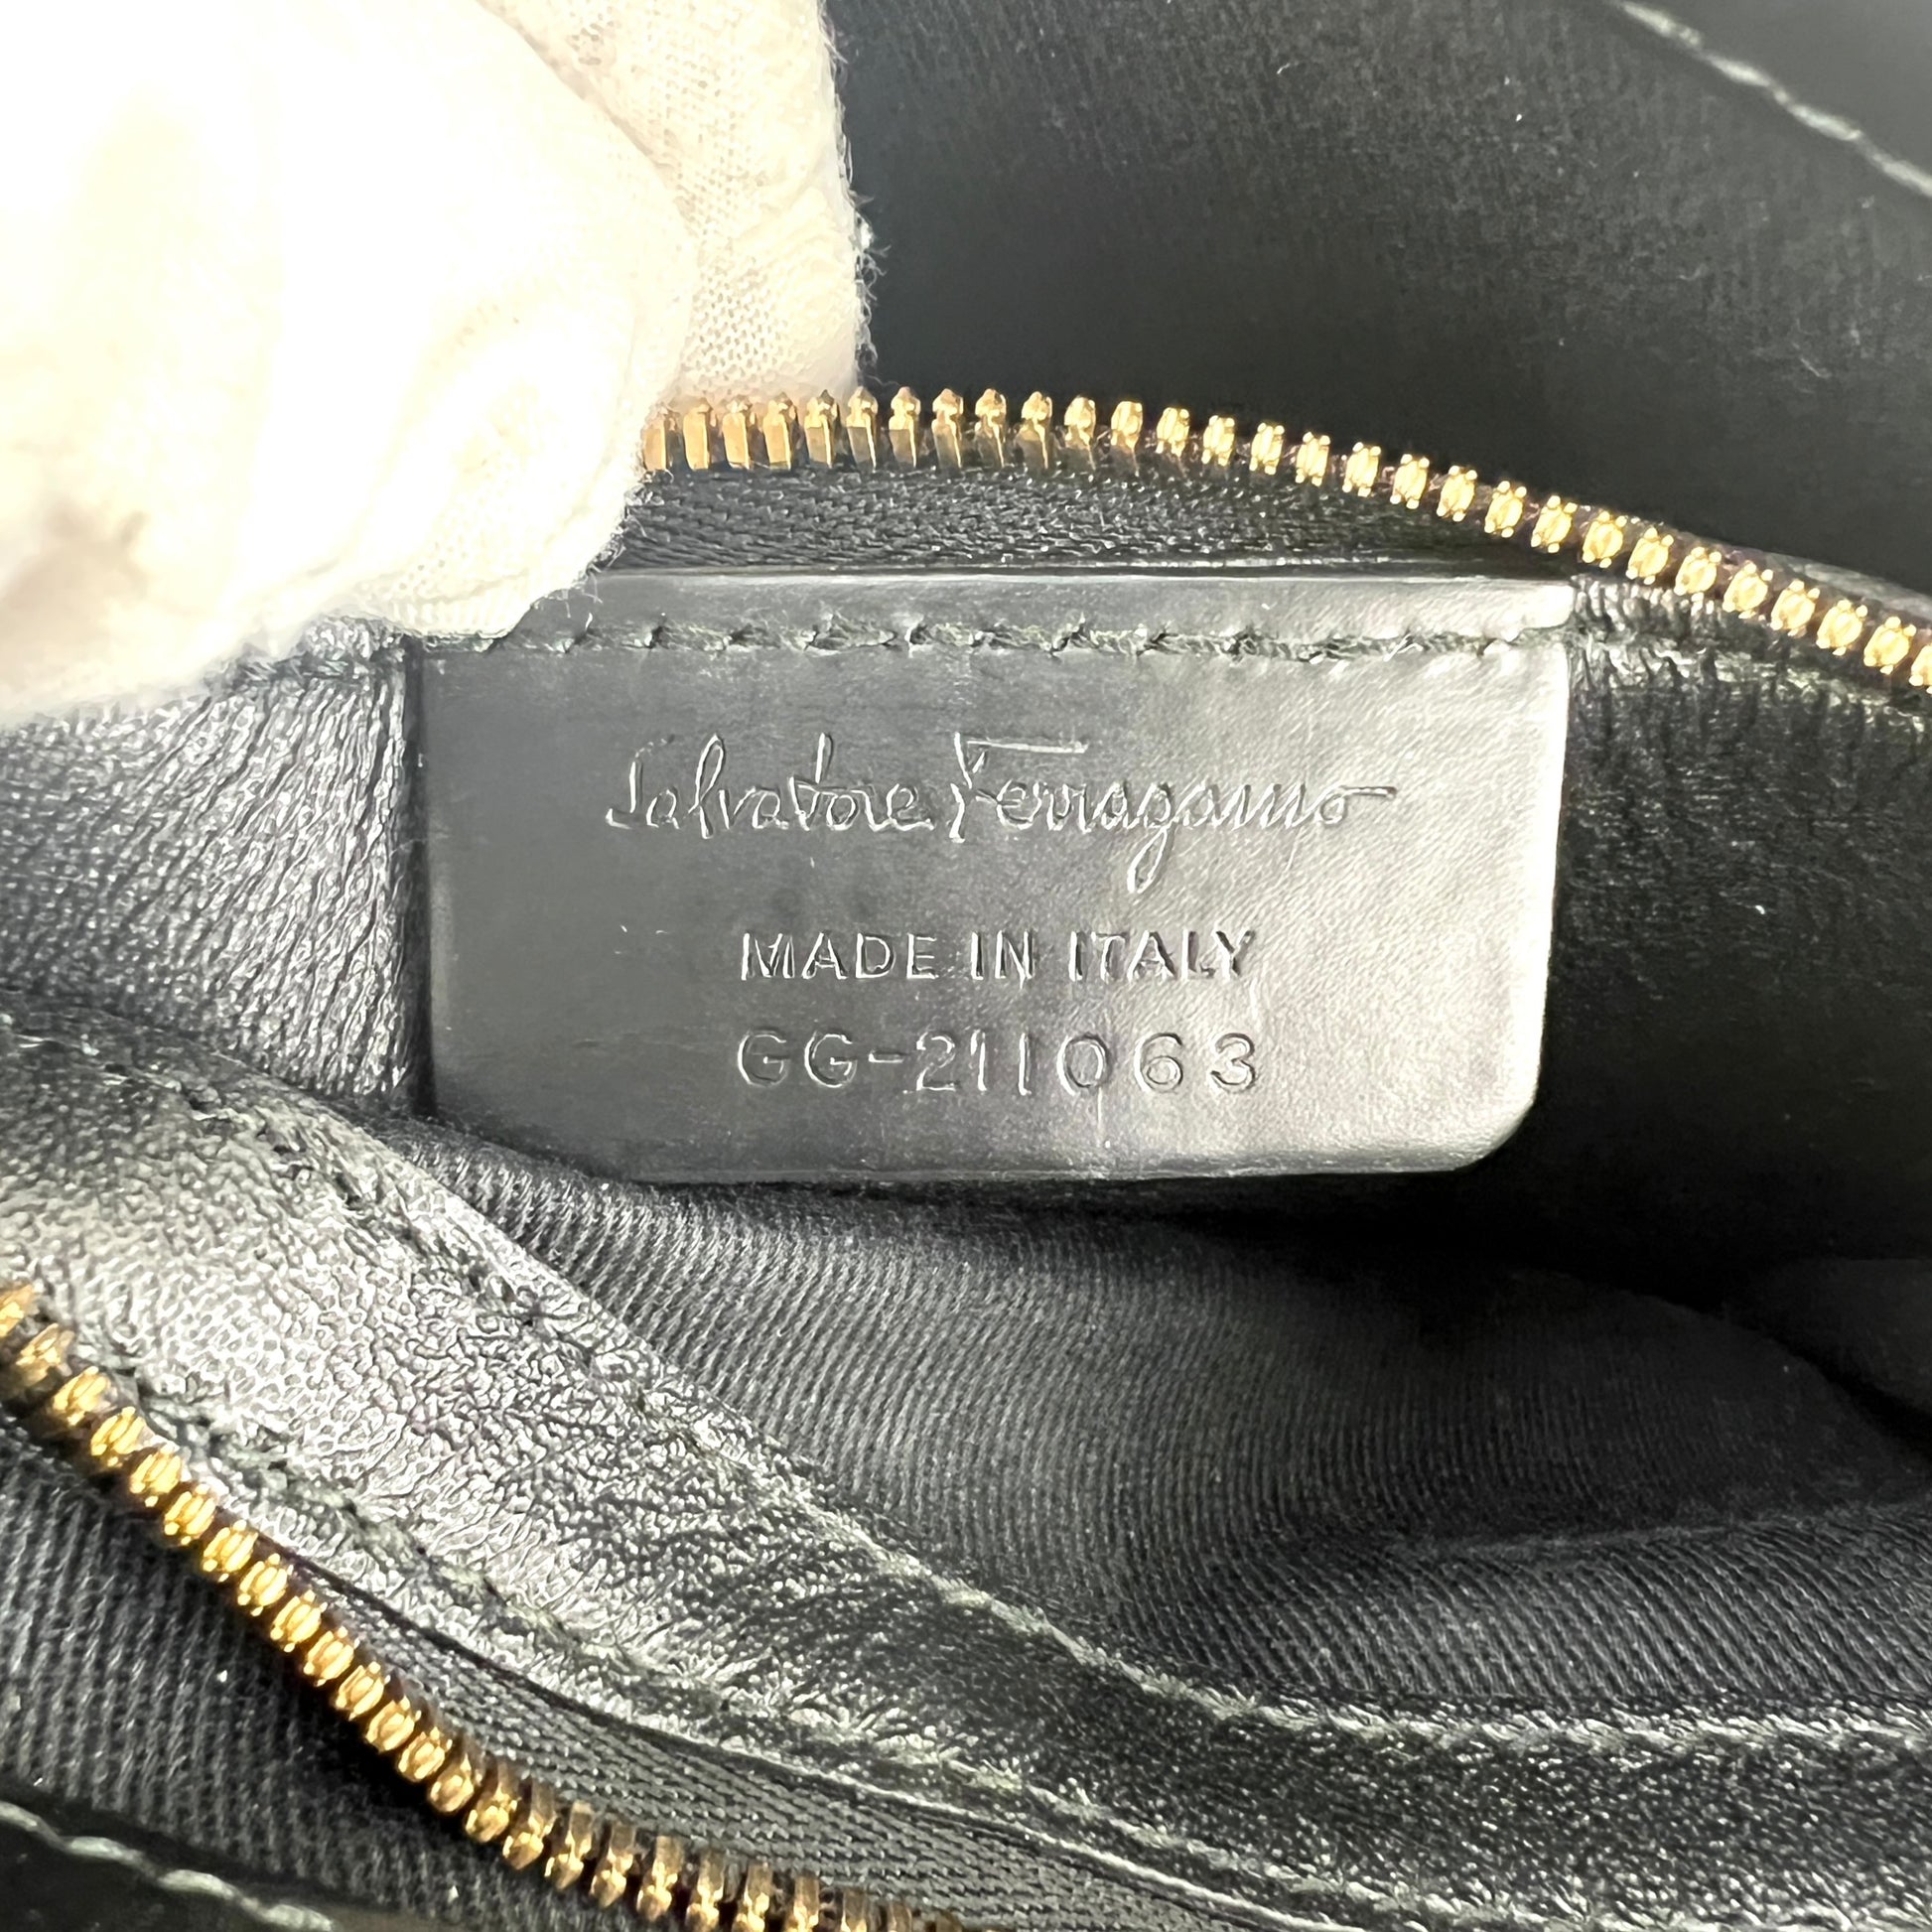 Salvatore Ferragamo
MADE IN ITALY
GG-211063